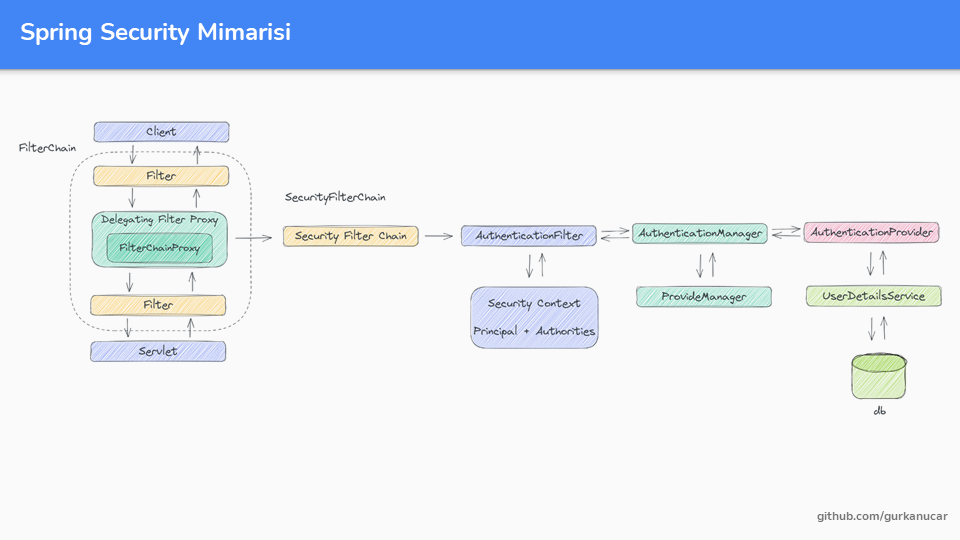 Spring Security Mimarisi
Client
FilterChain
Filter
SecurityFilterChain
Delegating Filter Proxy
FilterChainProxy
Security Filter Chain
AuthenticationFilter
AuthenticationManager
AuthenticationProvider
Filter
Security Context
Principal + Authorities
ProvideManager
UserDetailsService
Servlet
db
github.com/gurkanucar